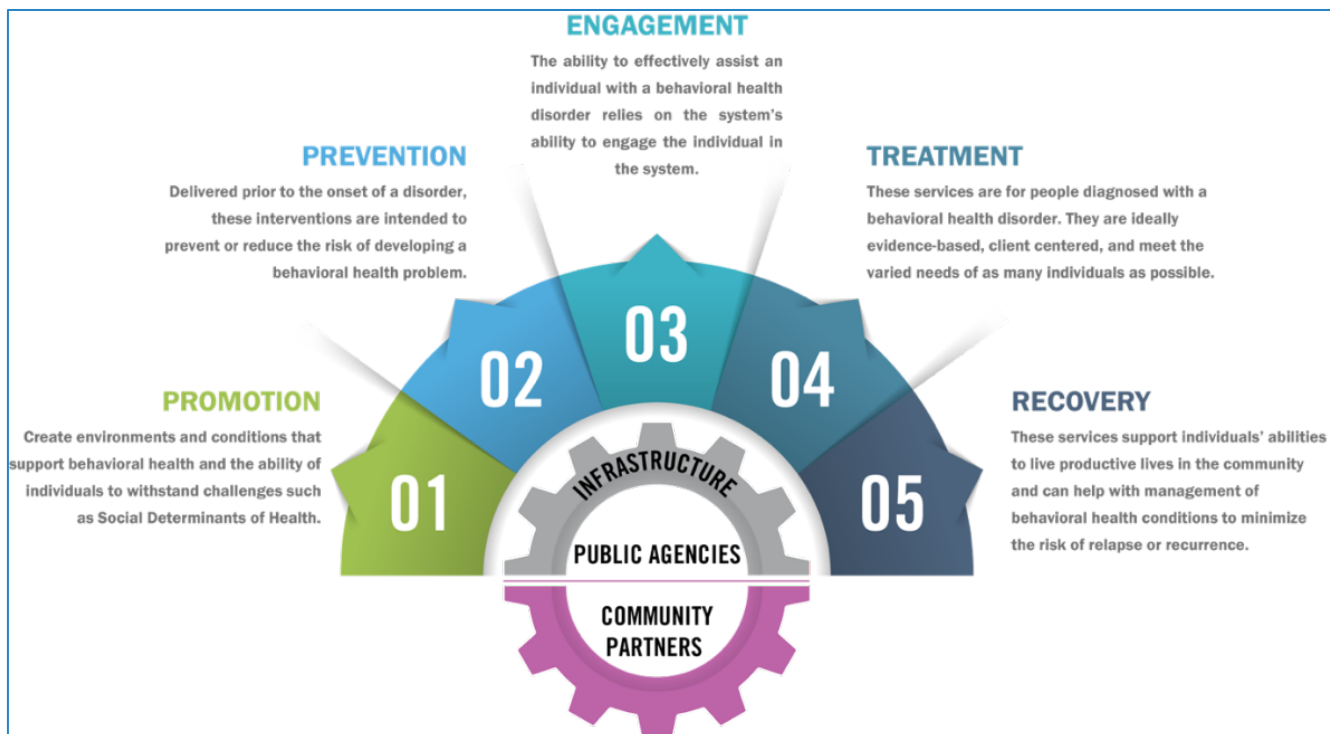 ENGAGEMENT
The ability to effectively assist an
individual with a behavioral health
disorder relies on the system's
ability to engage the individual in
the system.
PREVENTION
Delivered prior to the onset of a disorder,
these interventions are intended to
prevent or reduce the risk of developing a
behavioral health problem.
TREATMENT
These services are for people diagnosed with a
behavioral health disorder. They are ideally
evidence-based, client centered, and meet the
varied needs of as many individuals as possible.
PROMOTION
Create environments and conditions that
support behavioral health and the ability of
individuals to withstand challenges such
as Social Determinants of Health.
RECOVERY
These services support individuals' abilities
to live productive lives in the community
and can help with management of
behavioral health conditions to minimize
the risk of relapse or recurrence.
01
02
03
04
05
INFRASTRUCTURE
PUBLIC AGENCIES
COMMUNITY
PARTNERS